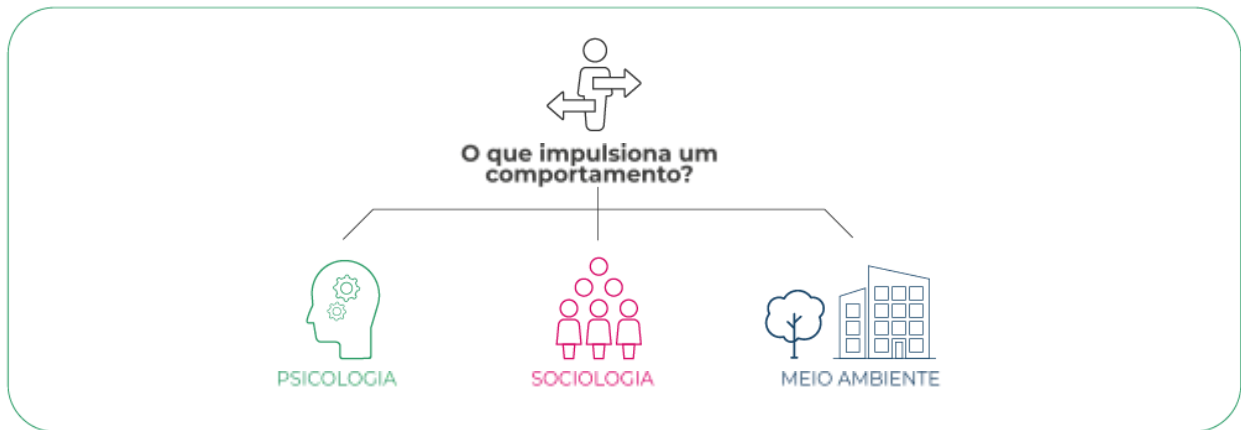 O que impulsiona um
comportamento?
PSICOLOGIA
SOCIOLOGIA
MEIO AMBIENTE